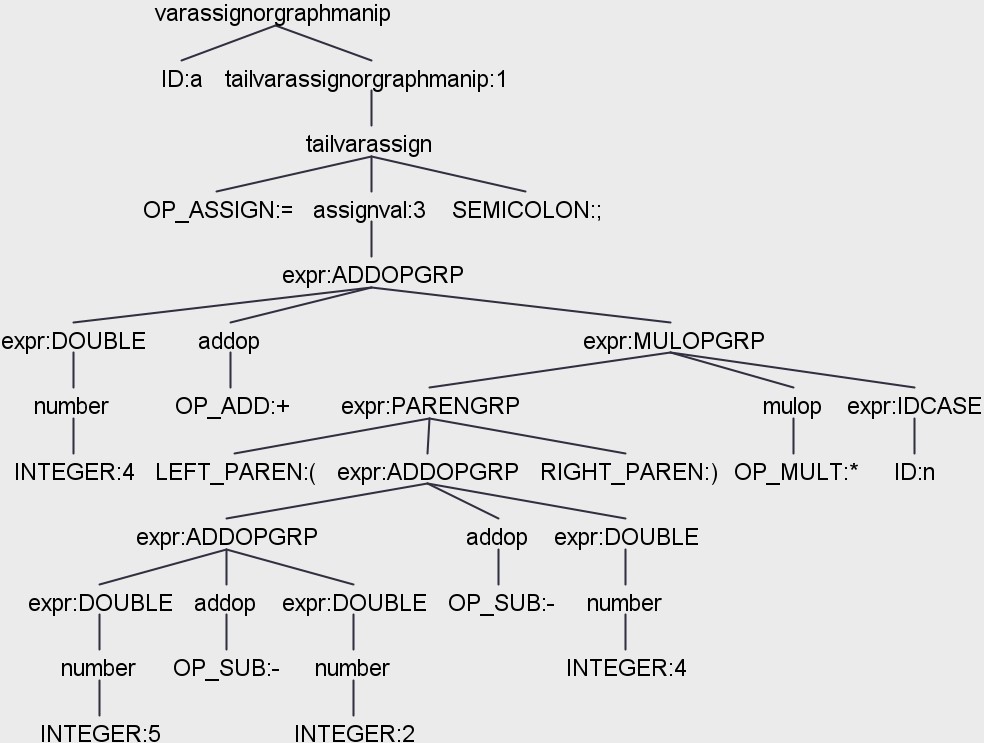 varassignorgraphmanip
ID:a tailvarassignorgraphmanip:1
tailvarassign
OP_ASSIGN:= assignval:3 SEMICOLON:;
expr:ADDOPGRP
expr:DOUBLE addop expr:MULOPGRP
number OP_ADD:+ expr:PARENGRP mulop expr:IDCASE
INTEGER:4 LEFT_PAREN:( expr:ADDOPGRP RIGHT_PAREN:) OP_MULT:* ID:n
expr:ADDOPGRP addop expr:DOUBLE
expr:DOUBLE addop expr:DOUBLE OP_SUB:- number
number OP_SUB:- number INTEGER:4
INTEGER:5 INTEGER:2